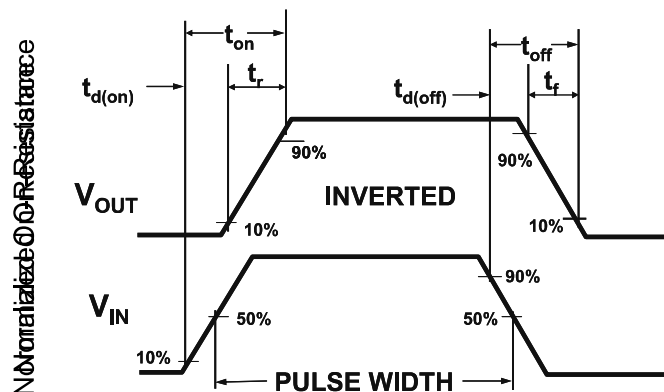 ton
toff
td(on)
tr
td(off)
tf
90%
90%
VOUT
INVERTED
10%
10%
90%
VIN
50%
50%
10%
PULSE WIDTH